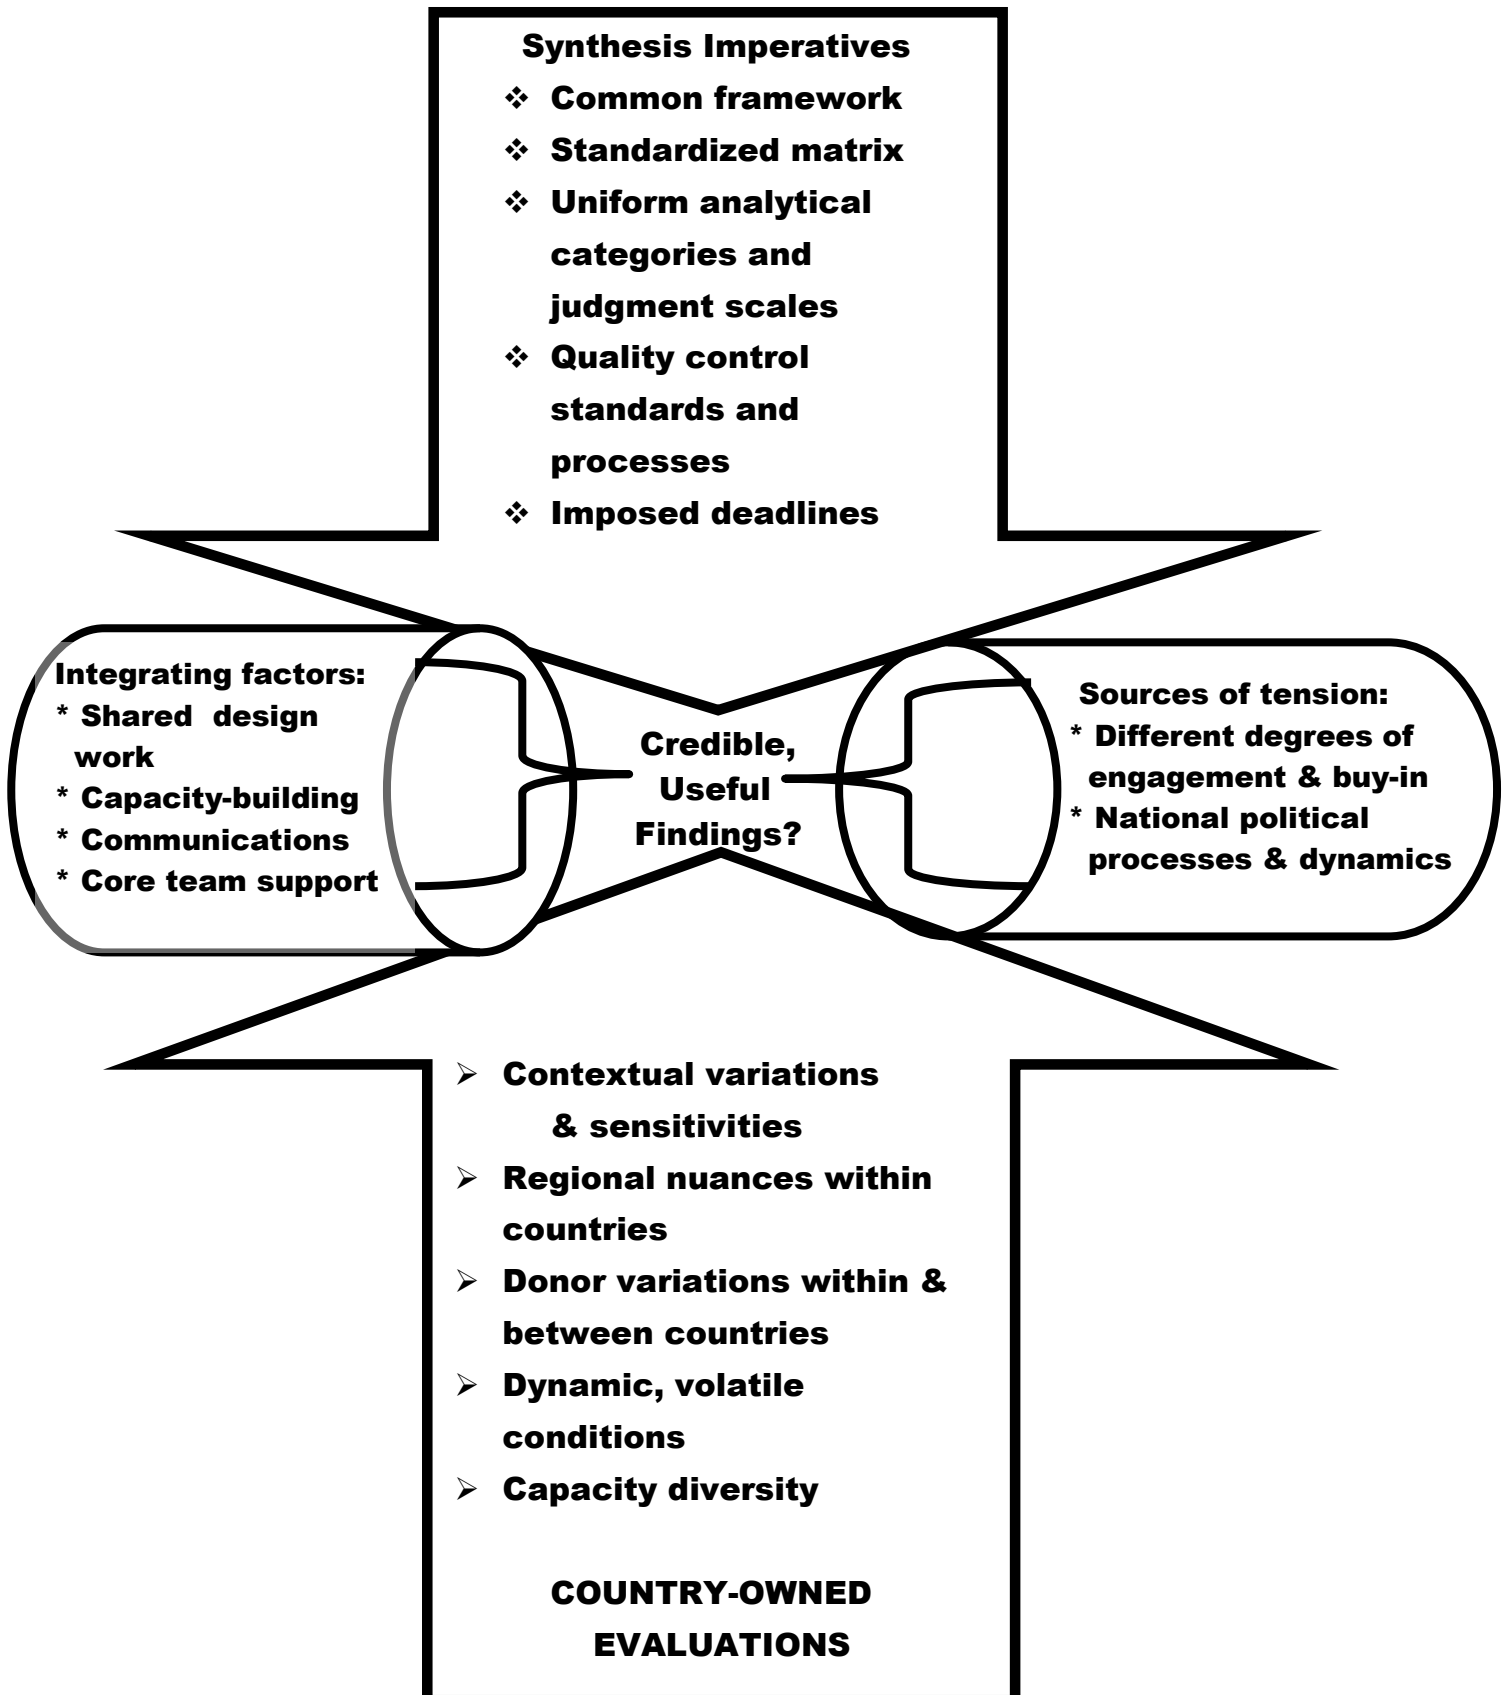 Synthesis Imperatives
❖ Common framework
❖ Standardized matrix
❖ Uniform analytical
categories and
judgment scales
❖ Quality control
standards and
processes
❖ Imposed deadlines
Integrating factors:
* Shared design
work
* Capacity-building
* Communications
* Core team support
Credible,
Useful
Findings?
Sources of tension:
* Different degrees of
engagement & buy-in
* National political
processes & dynamics
➢ Contextual variations
& sensitivities
➢ Regional nuances within
countries
➢ Donor variations within &
between countries
➢ Dynamic, volatile
conditions
➢ Capacity diversity
COUNTRY-OWNED
EVALUATIONS